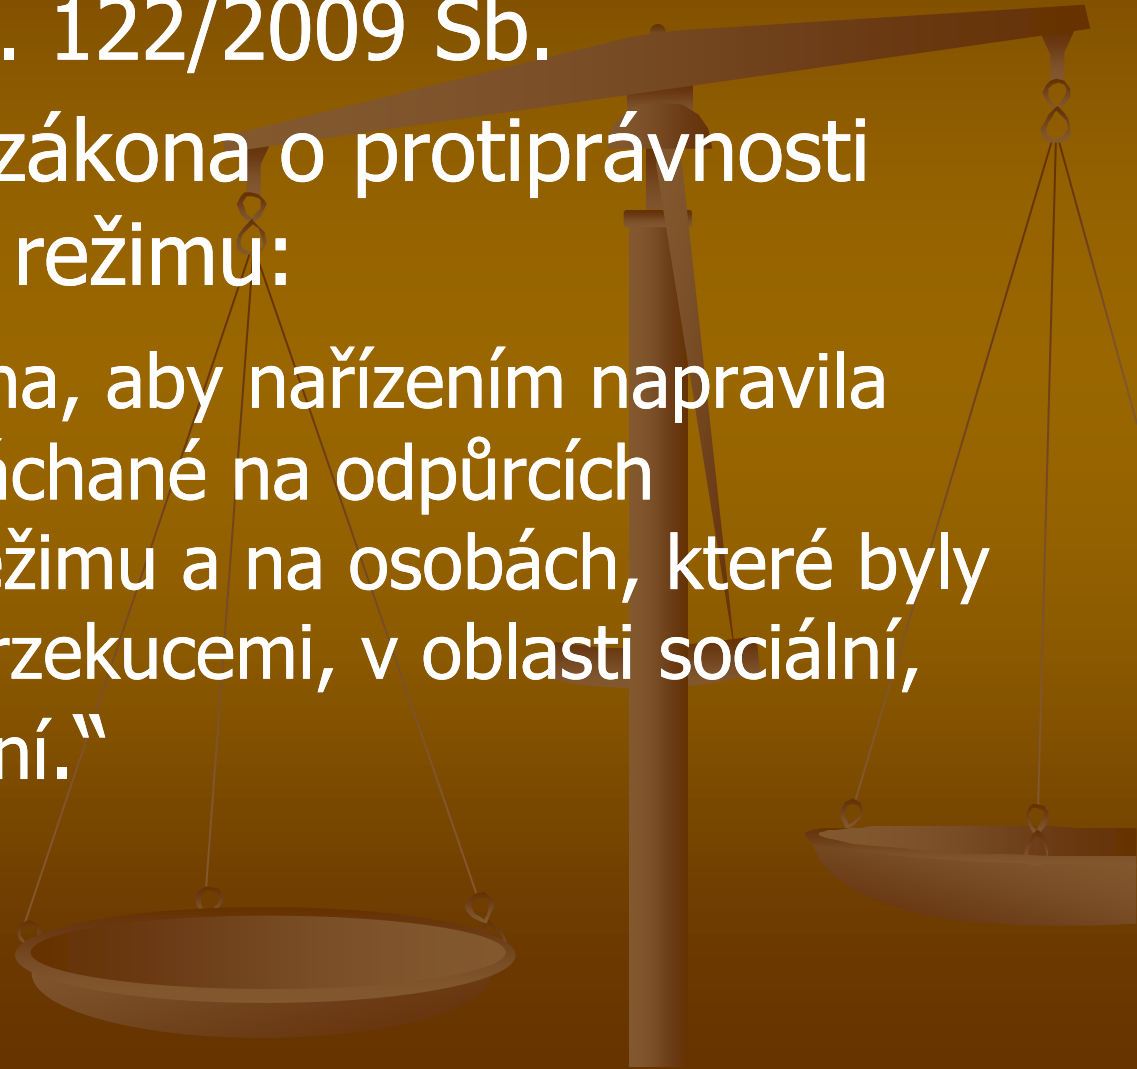 . 122/2009 Sb.
zákona o protiprávnosti
režimu:
na, aby nařízením napravila
áchané na odpůrcích
ežimu a na osobách, které byly
rzekucemi, v oblasti sociální,
ní.“